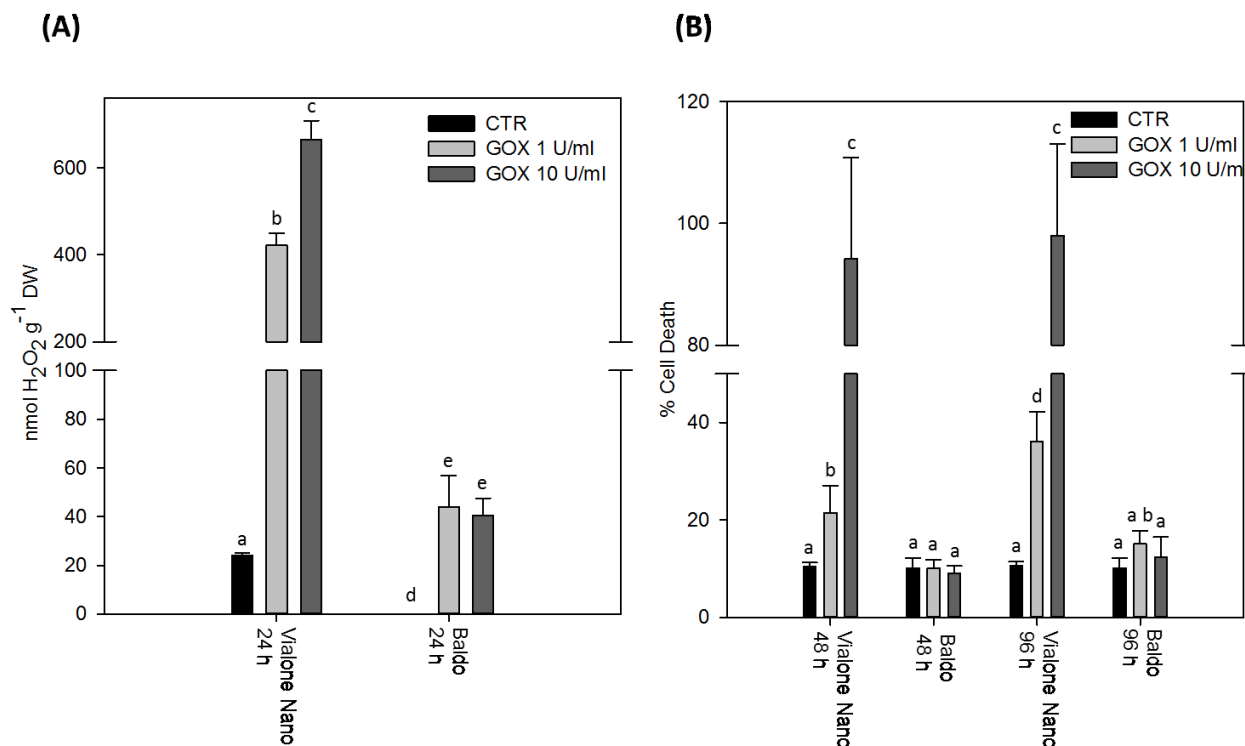 (A)
nmol H2O2 g-1 DW
600
400
200
100
80
60
40
20
0
CTR
GOX 1 U/ml
GOX 10 U/ml
a
b
c
d
e
e
Vialone Nano
24 h
Baldo
24 h
(B)
% Cell Death
120
100
80
40
20
0
CTR
GOX 1 U/ml
GOX 10 U/m
a
b
c
a
a
a
a
d
c
a
a b
a
Vialone Nano
48 h
Baldo
48 h
Vialone Nano
96 h
Baldo
96 h